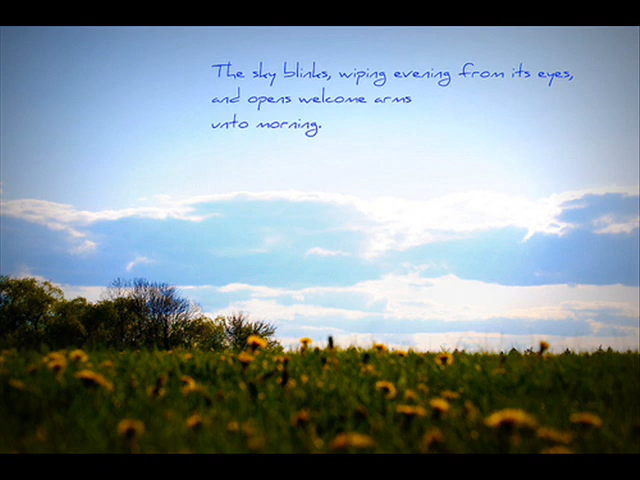 The sky blinks, wiping evening from its eyes,
and opens welcome arms
unto morning.